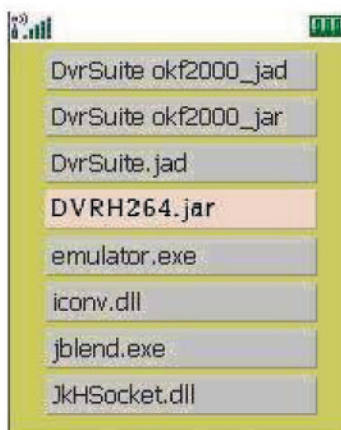 DvrSuite okf2000_jad
DvrSuite okf2000_jar
DvrSuite.jad
DVRH264.jar
emulator.exe
iconv.dll
jblend.exe
JkHSocket.dll